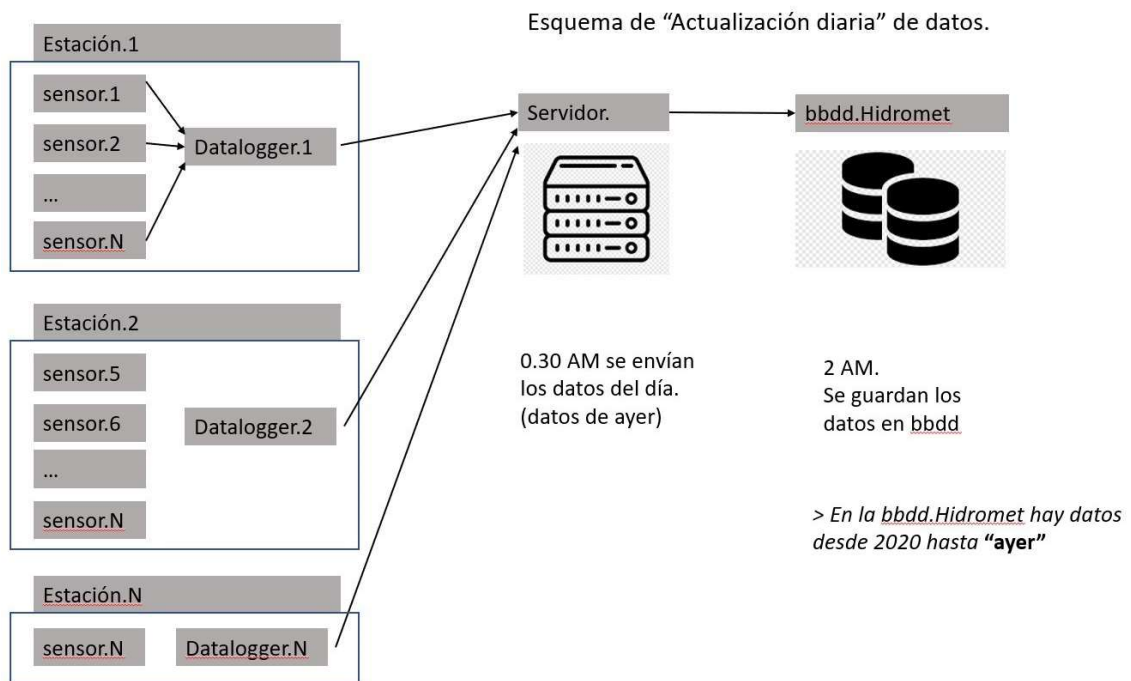 Esquema de “Actualización diaria” de datos.
Estación.1
sensor.1
sensor.2
...
sensor.N
Datalogger.1
Servidor.
bbdd.Hidromet
Estación.2
sensor.5
sensor.6
...
sensor.N
Datalogger.2
0.30 AM se envían
los datos del día.
(datos de ayer)
2 AM.
Se guardan los
datos en bbdd
> En la bbdd.Hidromet hay datos
desde 2020 hasta “ayer”
Estación.N
sensor.N
Datalogger.N